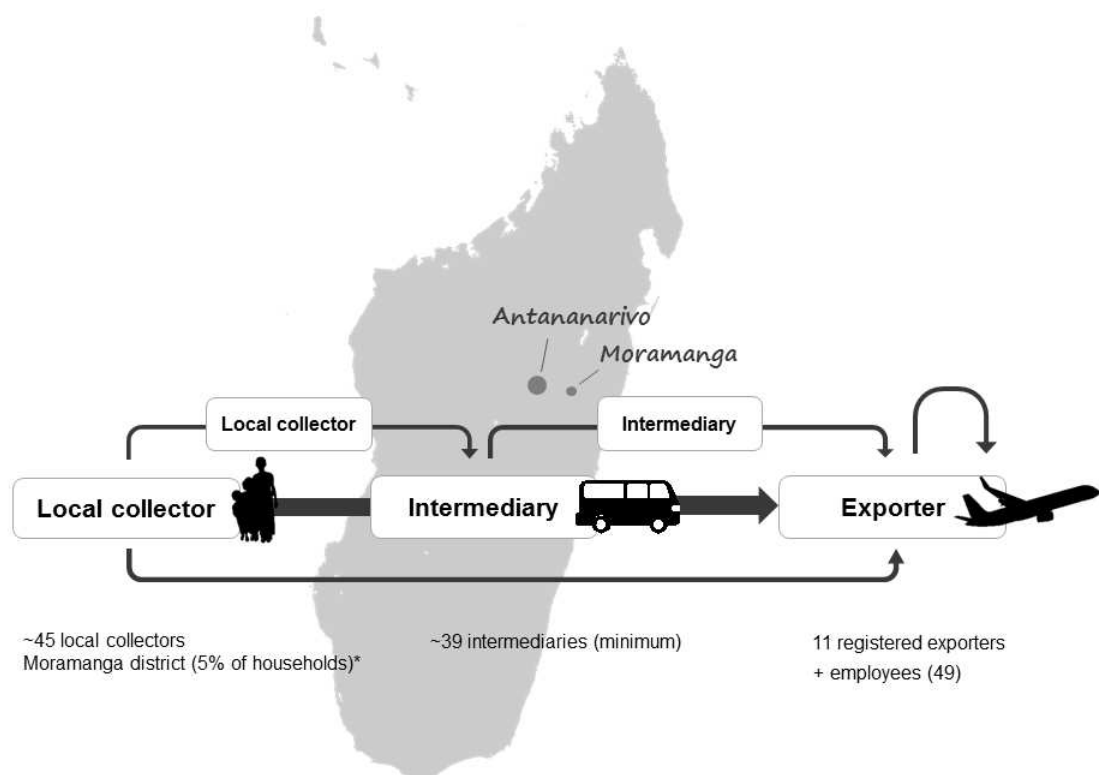 Antananarivo
Moramanga
Local collector
Intermediary
Local collector
Intermediary
Exporter
~45 local collectors
Moramanga district (5% of households)*
~39 intermediaries (minimum)
11 registered exporters
+ employees (49)